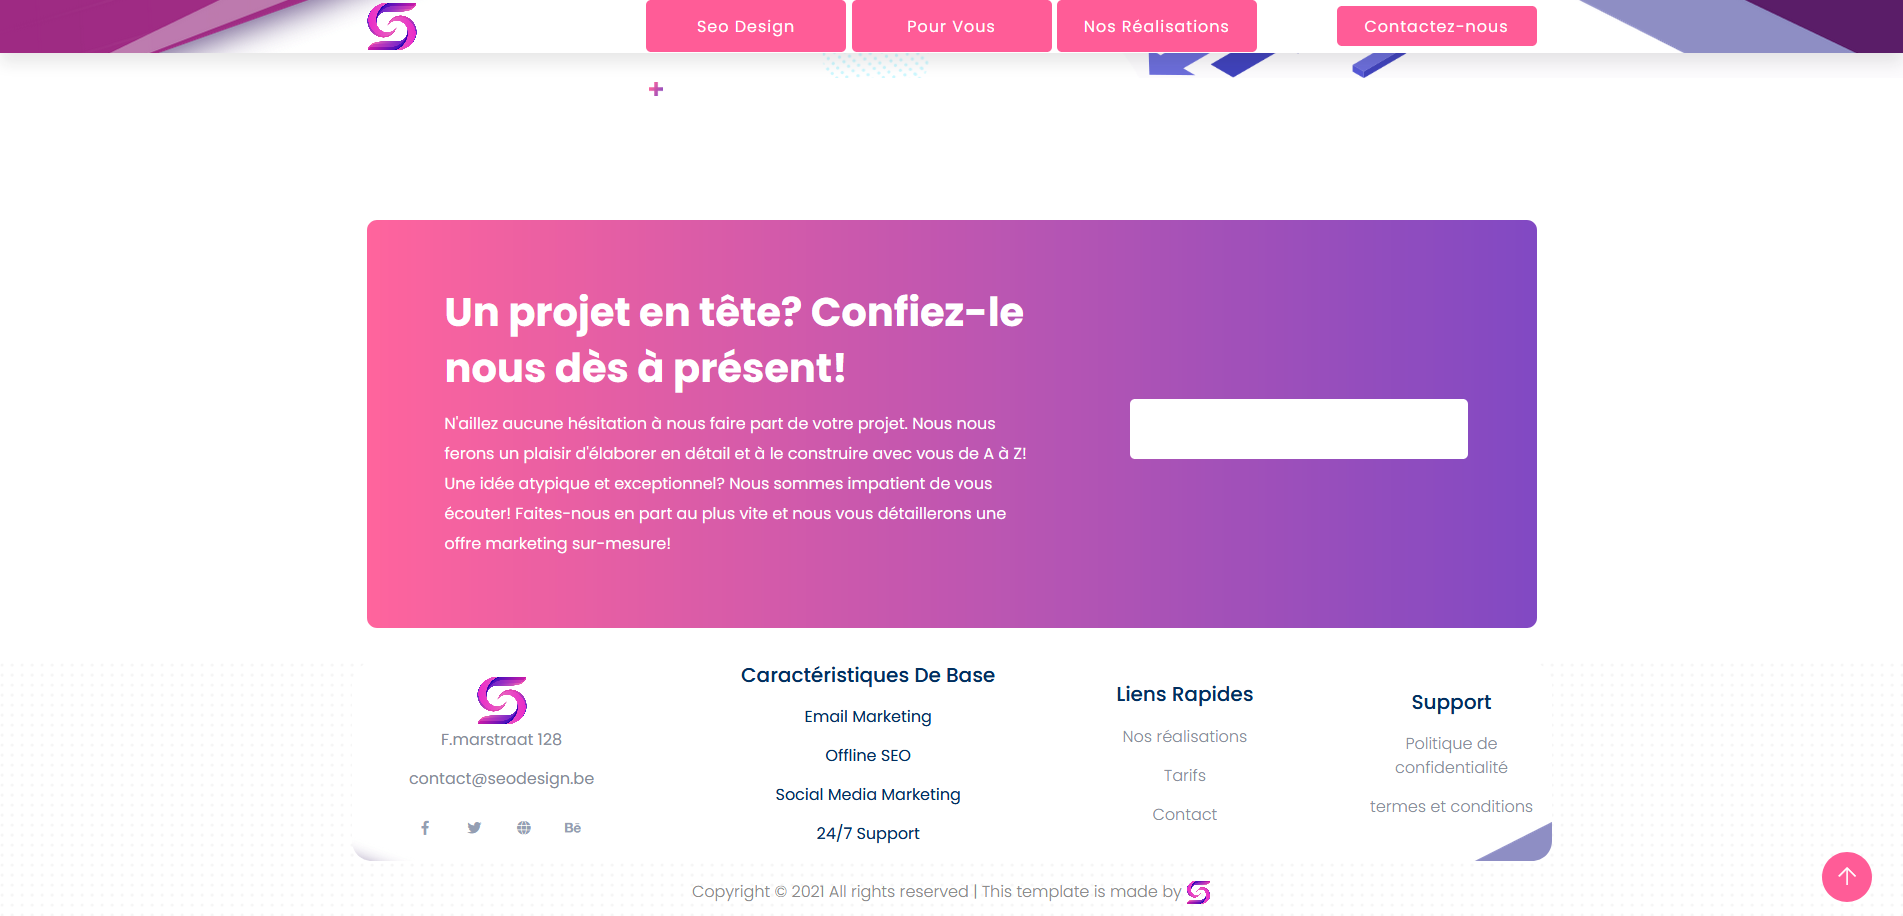 Seo Design
Pour Vous
Nos Réalisations
Contactez-nous
Un projet en tête? Confiez-le
nous dès à présent!
N'aillez aucune hésitation à nous faire part de votre projet. Nous nous
ferons un plaisir d'élaborer en détail et à le construire avec vous de A à Z!
Une idée atypique et exceptionnel? Nous sommes impatient de vous
écouter! Faites-nous en part au plus vite et nous vous détaillerons une
offre marketing sur-mesure!
F.marstraat 128
contact@seodesign.be
Bē
Caractéristiques De Base
Email Marketing
Offline SEO
Social Media Marketing
24/7 Support
Liens Rapides
Nos réalisations
Tarifs
Contact
Support
Politique de
confidentialité
termes et conditions
Copyright © 2021 All rights reserved | This template is made by